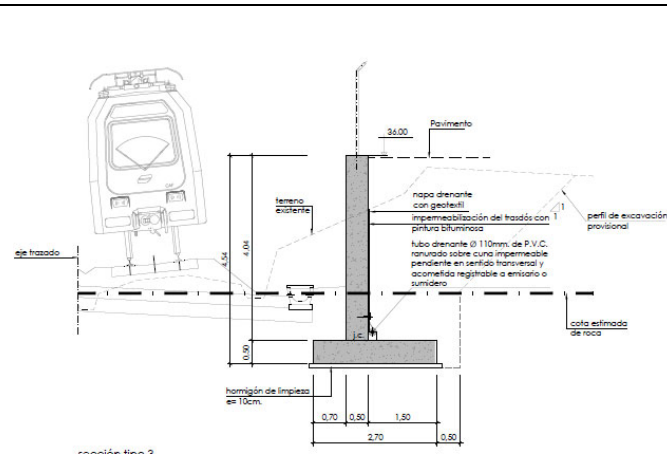 Pavimento
36.00
napa drenante
con geotextil
impermeabilización del trasdós con
pintura bituminosa
tubo drenante Ø 110mm. de P.V.C.
ranurado sobre cuna impermeable
pendiente en sentido transversal y
acometida registrable a emisario o
sumidero
1
1
perfil de excavación
provisional
terreno
existente
eje trazado
4.54
4.04
0.50
j.c.
cota estimada
de roca
hormigón de limpieza
e= 10cm.
0,70
0,50
1,50
2,70
0,50
sección tipo 3